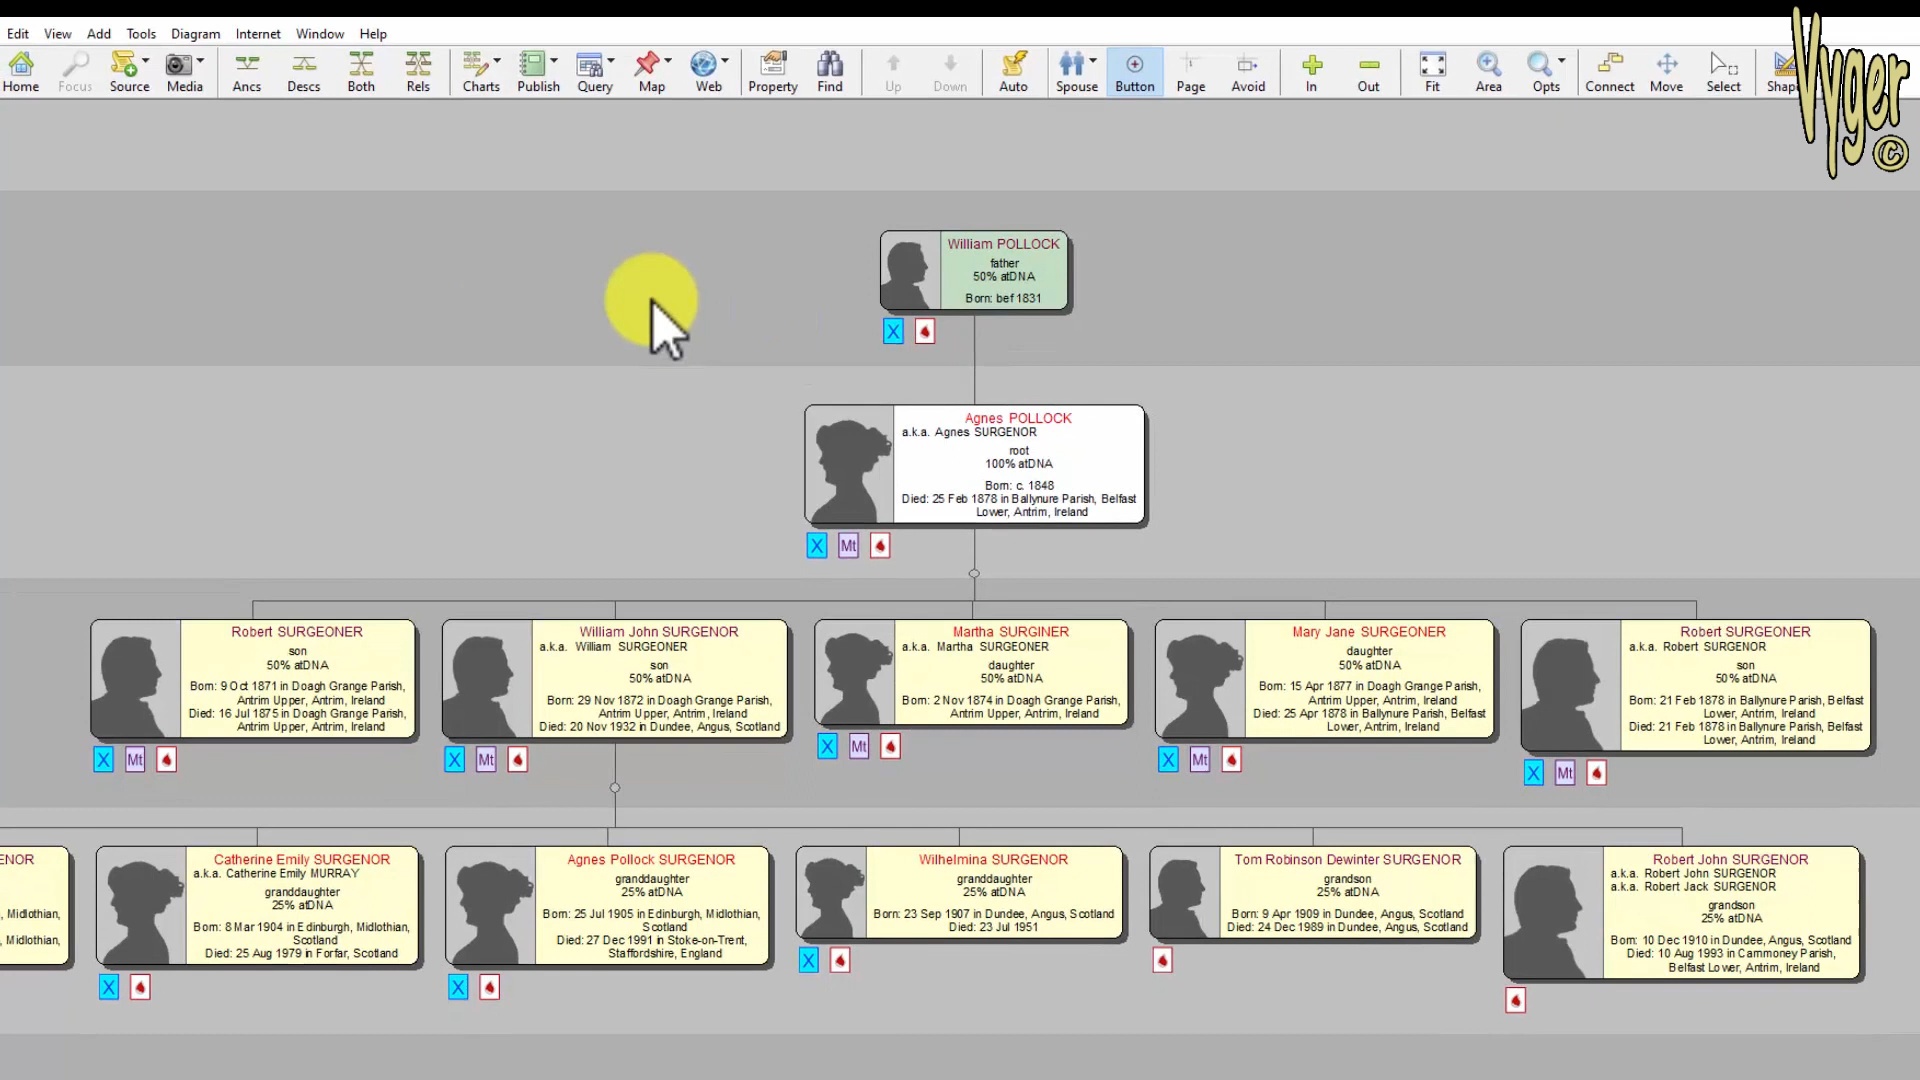 Edit View Add Tools Diagram Internet Window Help
Home Focus Source Media Ancs Descs Both Rels Charts Publish Query Map Web Property Find Up Down Auto Spouse Button Page Avoid In Out Fit Area Opts Connect Move Select
Vyger ©
William POLLOCK
father
50% atDNA
Born: bef 1831
X
Agnes POLLOCK
a.k.a. Agnes SURGENOR
root
100% atDNA
Born: c. 1848
Died: 25 Feb 1878 in Ballynure Parish, Belfast
Lower, Antrim, Ireland
X Mt
Robert SURGEONER
son
50% atDNA
Born: 9 Oct 1871 in Doagh Grange Parish,
Antrim Upper, Antrim, Ireland
Died: 16 Jul 1875 in Doagh Grange Parish,
Antrim Upper, Antrim, Ireland
X Mt
William John SURGENOR
a.k.a. William SURGEONER
son
50% atDNA
Born: 29 Nov 1872 in Doagh Grange Parish,
Antrim Upper, Antrim, Ireland
Died: 20 Nov 1932 in Dundee, Angus, Scotland
X Mt
Martha SURGINER
a.k.a. Martha SURGEONER
daughter
50% atDNA
Born: 2 Nov 1874 in Doagh Grange Parish,
Antrim Upper, Antrim, Ireland
X Mt
Mary Jane SURGEONER
daughter
50% atDNA
Born: 15 Apr 1877 in Doagh Grange Parish,
Antrim Upper, Antrim, Ireland
Died: 25 Apr 1878 in Ballynure Parish, Belfast
Lower, Antrim, Ireland
X Mt
Robert SURGEONER
a.k.a. Robert SURGENOR
son
50% atDNA
Born: 21 Feb 1878 in Ballynure Parish, Belfast
Lower, Antrim, Ireland
Died: 21 Feb 1878 in Ballynure Parish, Belfast
Lower, Antrim, Ireland
X Mt
ENOR
, Midlothian,
, Midlothian,
Catherine Emily SURGENOR
a.k.a. Catherine Emily MURRAY
granddaughter
25% atDNA
Born: 8 Mar 1904 in Edinburgh, Midlothian,
Scotland
Died: 25 Aug 1979 in Forfar, Scotland
X
Agnes Pollock SURGENOR
granddaughter
25% atDNA
Born: 25 Jul 1905 in Edinburgh, Midlothian,
Scotland
Died: 27 Dec 1991 in Stoke-on-Trent,
Staffordshire, England
X
Wilhelmina SURGENOR
granddaughter
25% atDNA
Born: 23 Sep 1907 in Dundee, Angus, Scotland
Died: 23 Jul 1951
X
Tom Robinson Dewinter SURGENOR
grandson
25% atDNA
Born: 9 Apr 1909 in Dundee, Angus, Scotland
Died: 24 Dec 1989 in Dundee, Angus, Scotland
Robert John SURGENOR
a.k.a. Robert John SURGENOR
a.k.a. Robert Jack SURGENOR
grandson
25% atDNA
Born: 10 Dec 1910 in Dundee, Angus, Scotland
Died: 10 Aug 1993 in Carnmoney Parish,
Belfast Lower, Antrim, Ireland